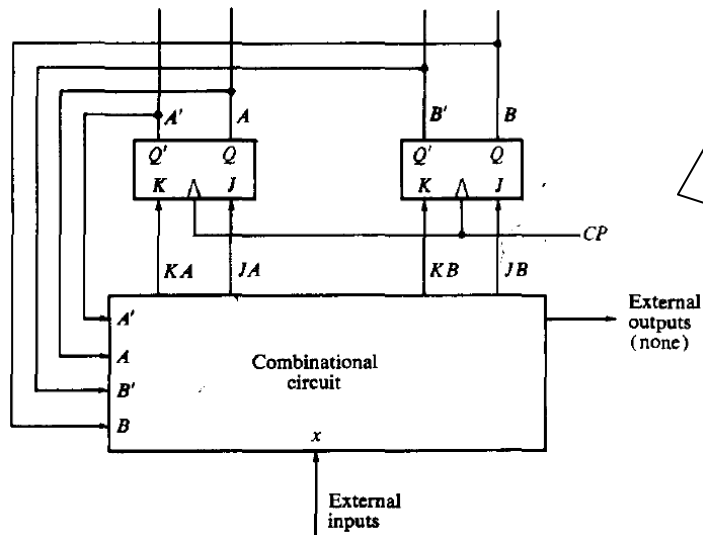 A' A B' B
Q' Q Q' Q
K J K J
CP
KA JA KB JB
External
outputs
(none)
A'
A
Combinational
circuit
B'
B
x
External
inputs